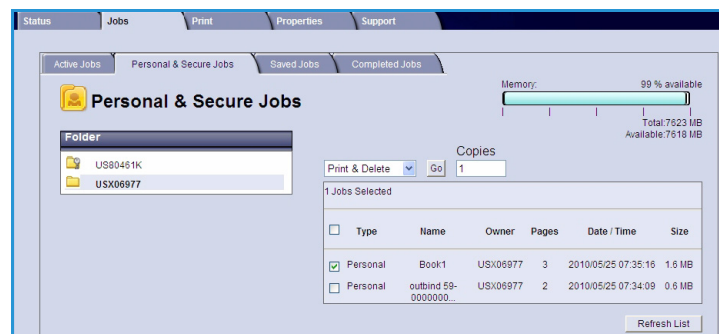 Status Jobs Print Properties Support
Active Jobs Personal & Secure Jobs Saved Jobs Completed Jobs
Personal & Secure Jobs
Memory: 99 % available
Total:7623 MB
Available:7618 MB
Folder
US80461K
USX06977
Copies
Print & Delete Go 1
1 Jobs Selected
Type Name Owner Pages Date / Time Size
Personal Book1 USX06977 3 2010/05/25 07:35:16 1.6 MB
Personal outbind 59- USX06977 2 2010/05/25 07:34:09 0.6 MB
0000000...
Refresh List